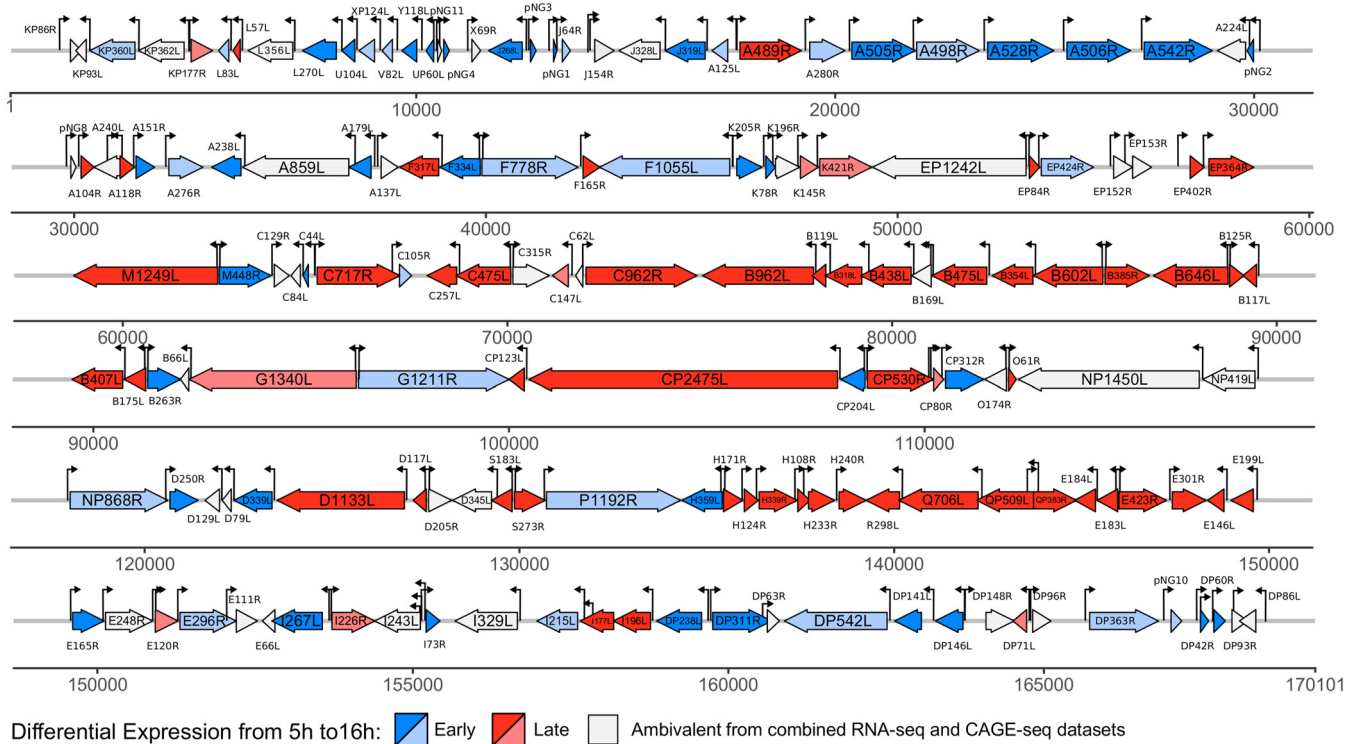 KP86R XP124L Y118L pNG11 pNG3
L57L X69R J64R A224L
KP360L KP362L L356L J268L J328L J319L A489R A505R A498R A528R A506R A542R
KP93L KP177R L83L L270L U104L V82L UP60L pNG4 pNG1 J154R A125L A280R pNG2
1 10000 20000 30000
pNG8 A240L A151R A179L K205R K196R EP153R
A238L
A859L F317L F334L F778R F1055L K421R EP1242L EP424R EP364R
A104R A118R A276R A137L F165R K78R K145R EP84R EP152R EP402R
30000 40000 50000 60000
C129R C44L C62L B119L B125R
C105R C315R
M1249L M448R C717R C475L C962R B962L B318L B438L B475L B354L B602L B385R B646L
C84L C257L C147L B169L B117L
60000 70000 80000 90000
B66L CP123L CP312R O61R
B407L G1340L G1211R CP2475L CP530R NP1450L NP419L
B175L B263R CP204L CP80R O174R
90000 100000 110000
D117L S183L H171R H108R H240R E199L
D250R E184L E301R
NP868R D339L D1133L D345L P1192R H359L H339R Q706L QP509L QP383R E423R
D129L D79L D205R S273R H124R H233R R298L E183L E146L
120000 130000 140000 150000
pNG10 DP60R
E111R DP63R DP141L DP148R DP96R DP86L
E248R E296R I267L I226R I243L I329L I215L I177L I196L DP238L DP311R DP542L DP363R
E165R E120R E66L I73R DP146L DP71L DP42R DP93R
150000 155000 160000 165000 170101
Differential Expression from 5h to16h: Early Late Ambivalent from combined RNA-seq and CAGE-seq datasets